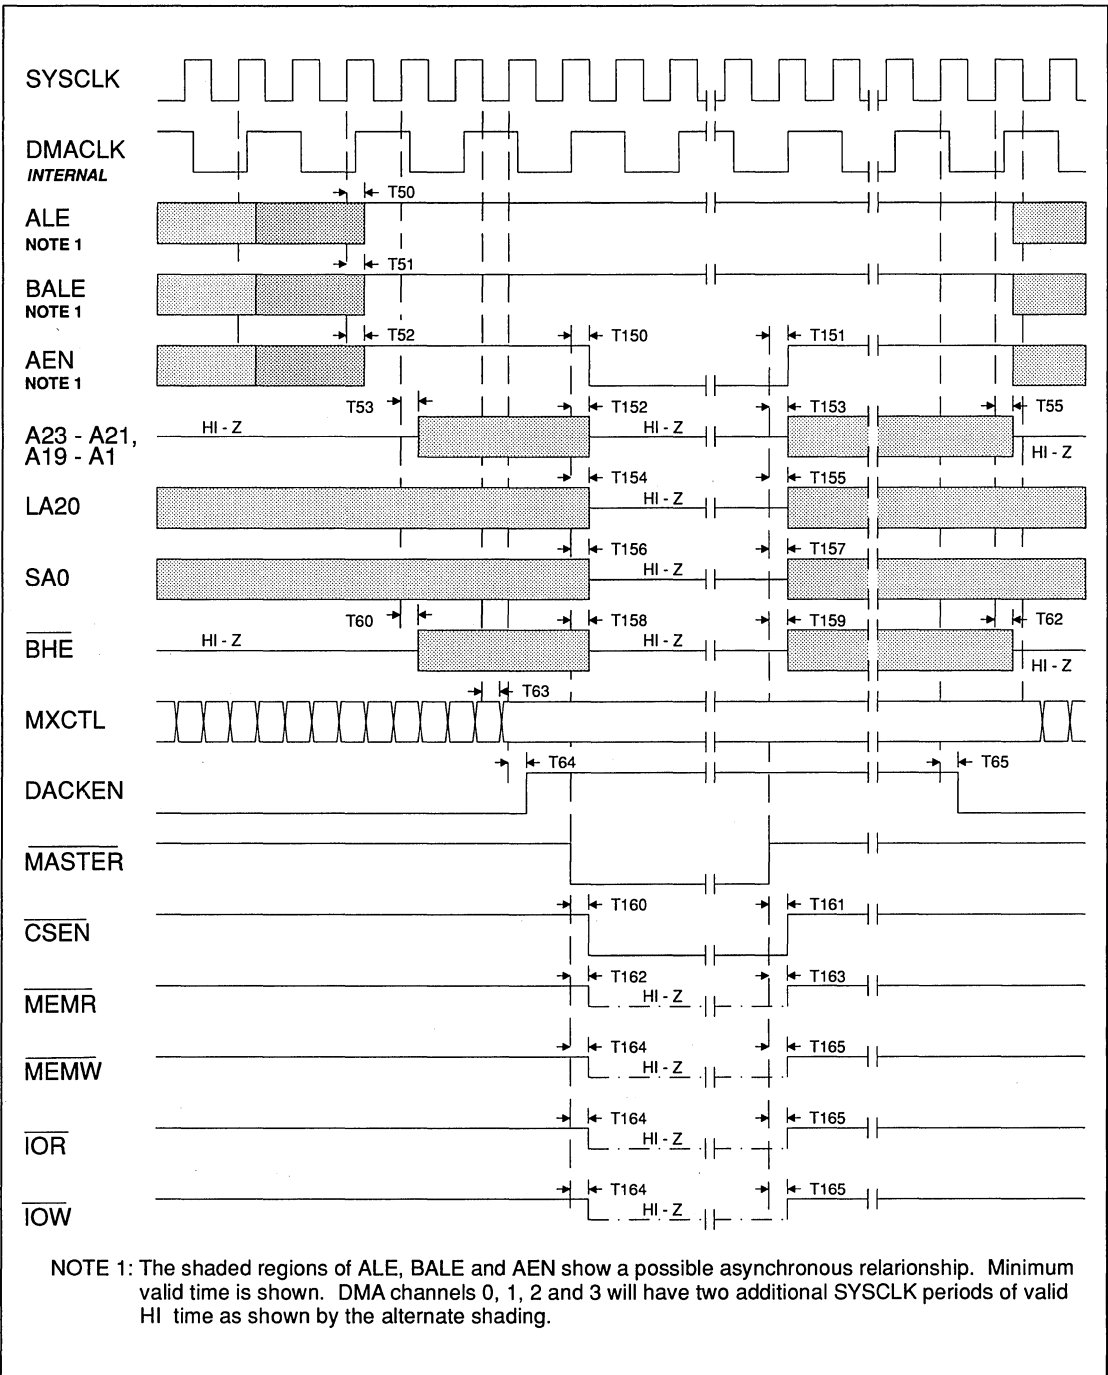 SYSCLK
DMACLK
INTERNAL
T50
ALE
NOTE 1
T51
BALE
NOTE 1
T52 T150 T151
AEN
NOTE 1
T53 T152 T153 T55
HI - Z HI - Z
A23 - A21,
A19 - A1 HI - Z
T154 T155
HI - Z
LA20
T156 T157
HI - Z
SA0
T60 T158 T159 T62
HI - Z HI - Z
BHE
HI - Z
T63
MXCTL
T64 T65
DACKEN
MASTER
T160 T161
CSEN
T162 T163
HI - Z
MEMR
T164 T165
HI - Z
MEMW
T164 T165
HI - Z
IOR
T164 T165
HI - Z
IOW
NOTE 1: The shaded regions of ALE, BALE and AEN show a possible asynchronous relarionship. Minimum
valid time is shown. DMA channels 0, 1, 2 and 3 will have two additional SYSCLK periods of valid
HI time as shown by the alternate shading.